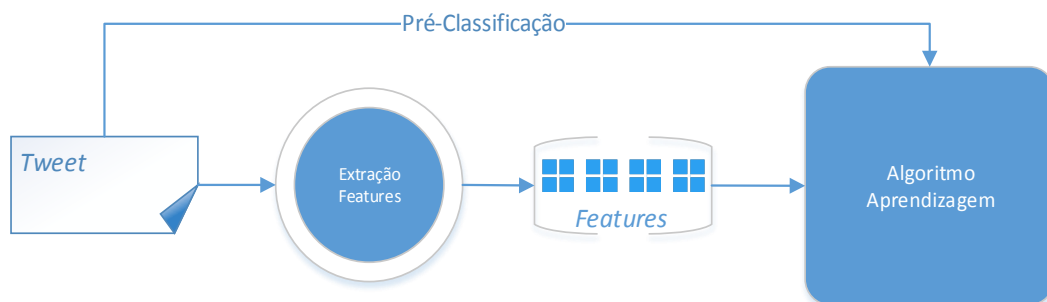 Pré-Classificação
Tweet
Extração
Features
Features
Algoritmo
Aprendizagem